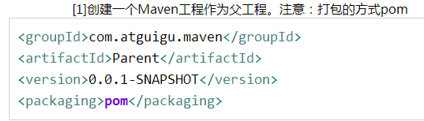 [1]创建一个Maven工程作为父工程。注意：打包的方式pom
<groupId>com.atguigu.maven</groupId>
<artifactId>Parent</artifactId>
<version>0.0.1-SNAPSHOT</version>
<packaging>pom</packaging>